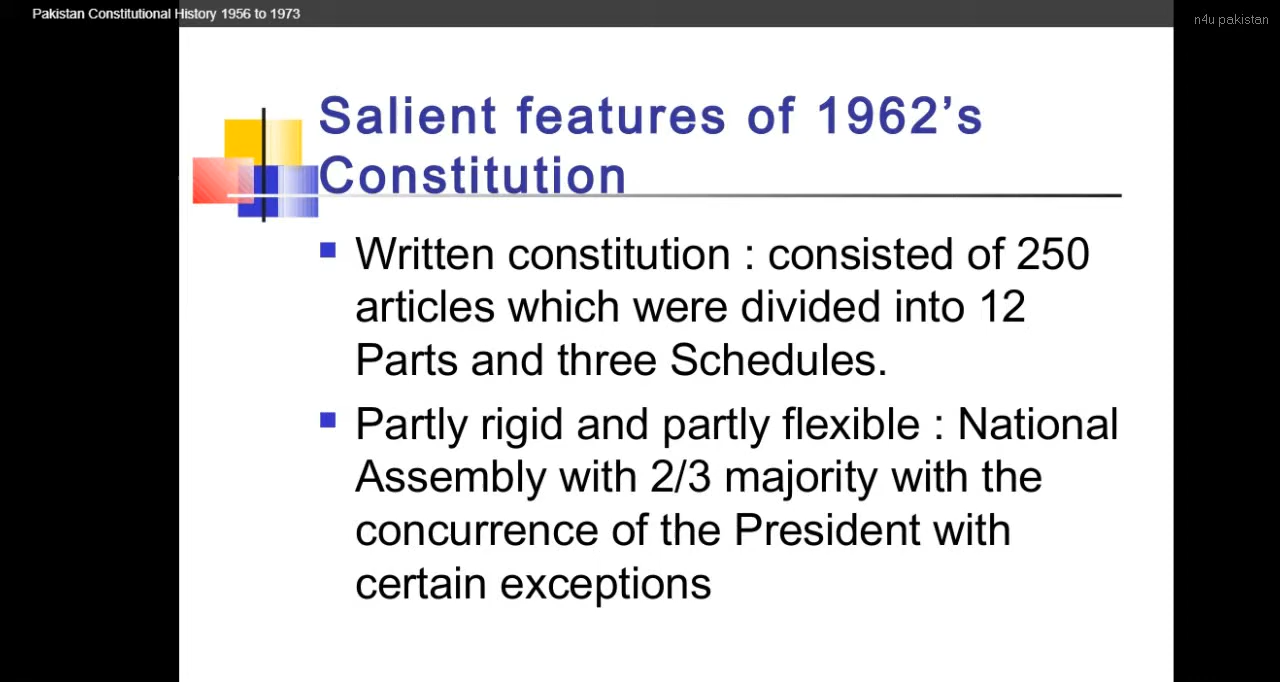 Pakistan Constitutional History 1956 to 1973
n4u pakistan
Salient features of 1962’s
Constitution
Written constitution : consisted of 250
articles which were divided into 12
Parts and three Schedules.
Partly rigid and partly flexible : National
Assembly with 2/3 majority with the
concurrence of the President with
certain exceptions